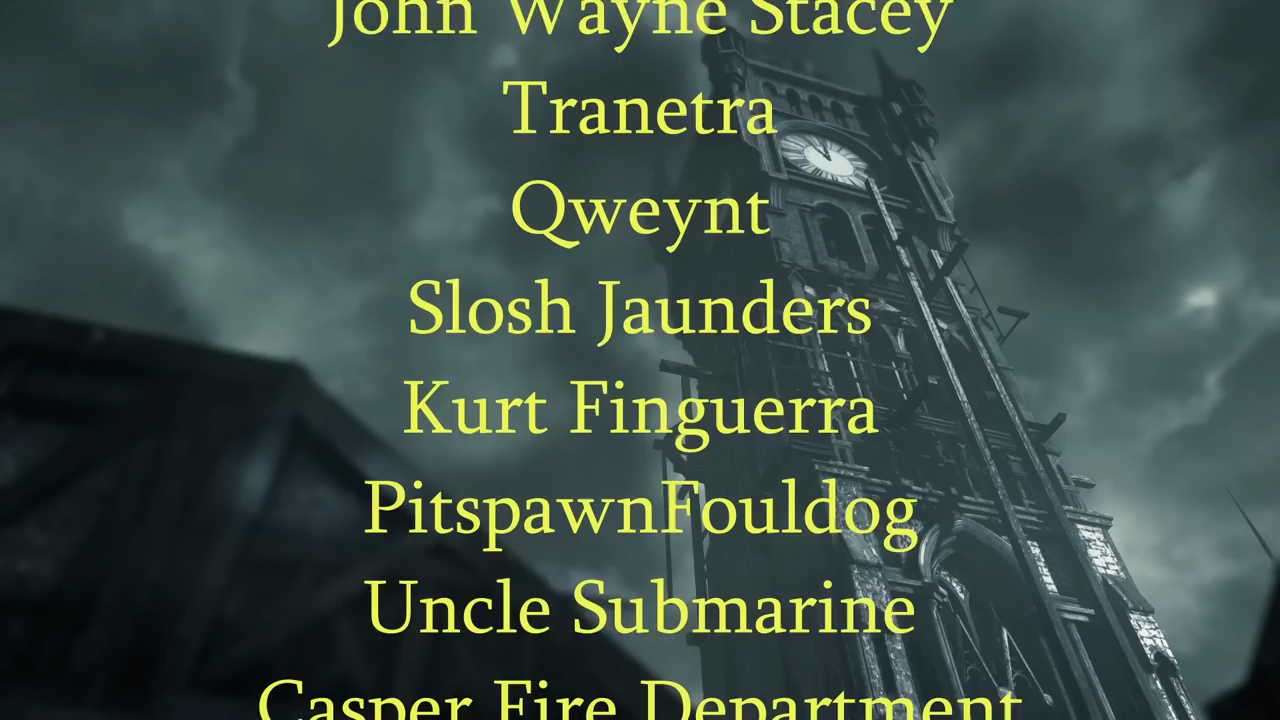 John Wayne Stacey
Tranetra
Qweynt
Slosh Jaunders
Kurt Finguerra
PitspawnFouldog
Uncle Submarine
Casper Fire Department